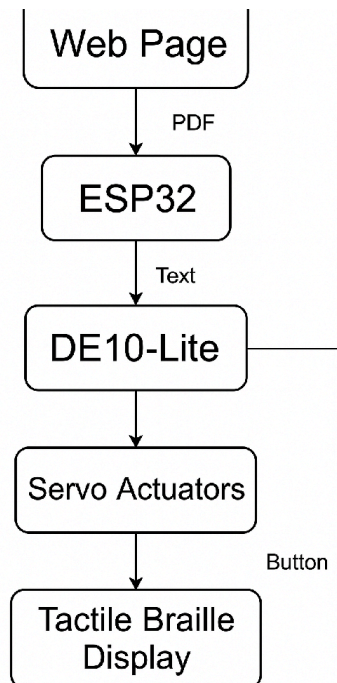 Web Page
PDF
ESP32
Text
DE10-Lite
Servo Actuators
Button
Tactile Braille
Display